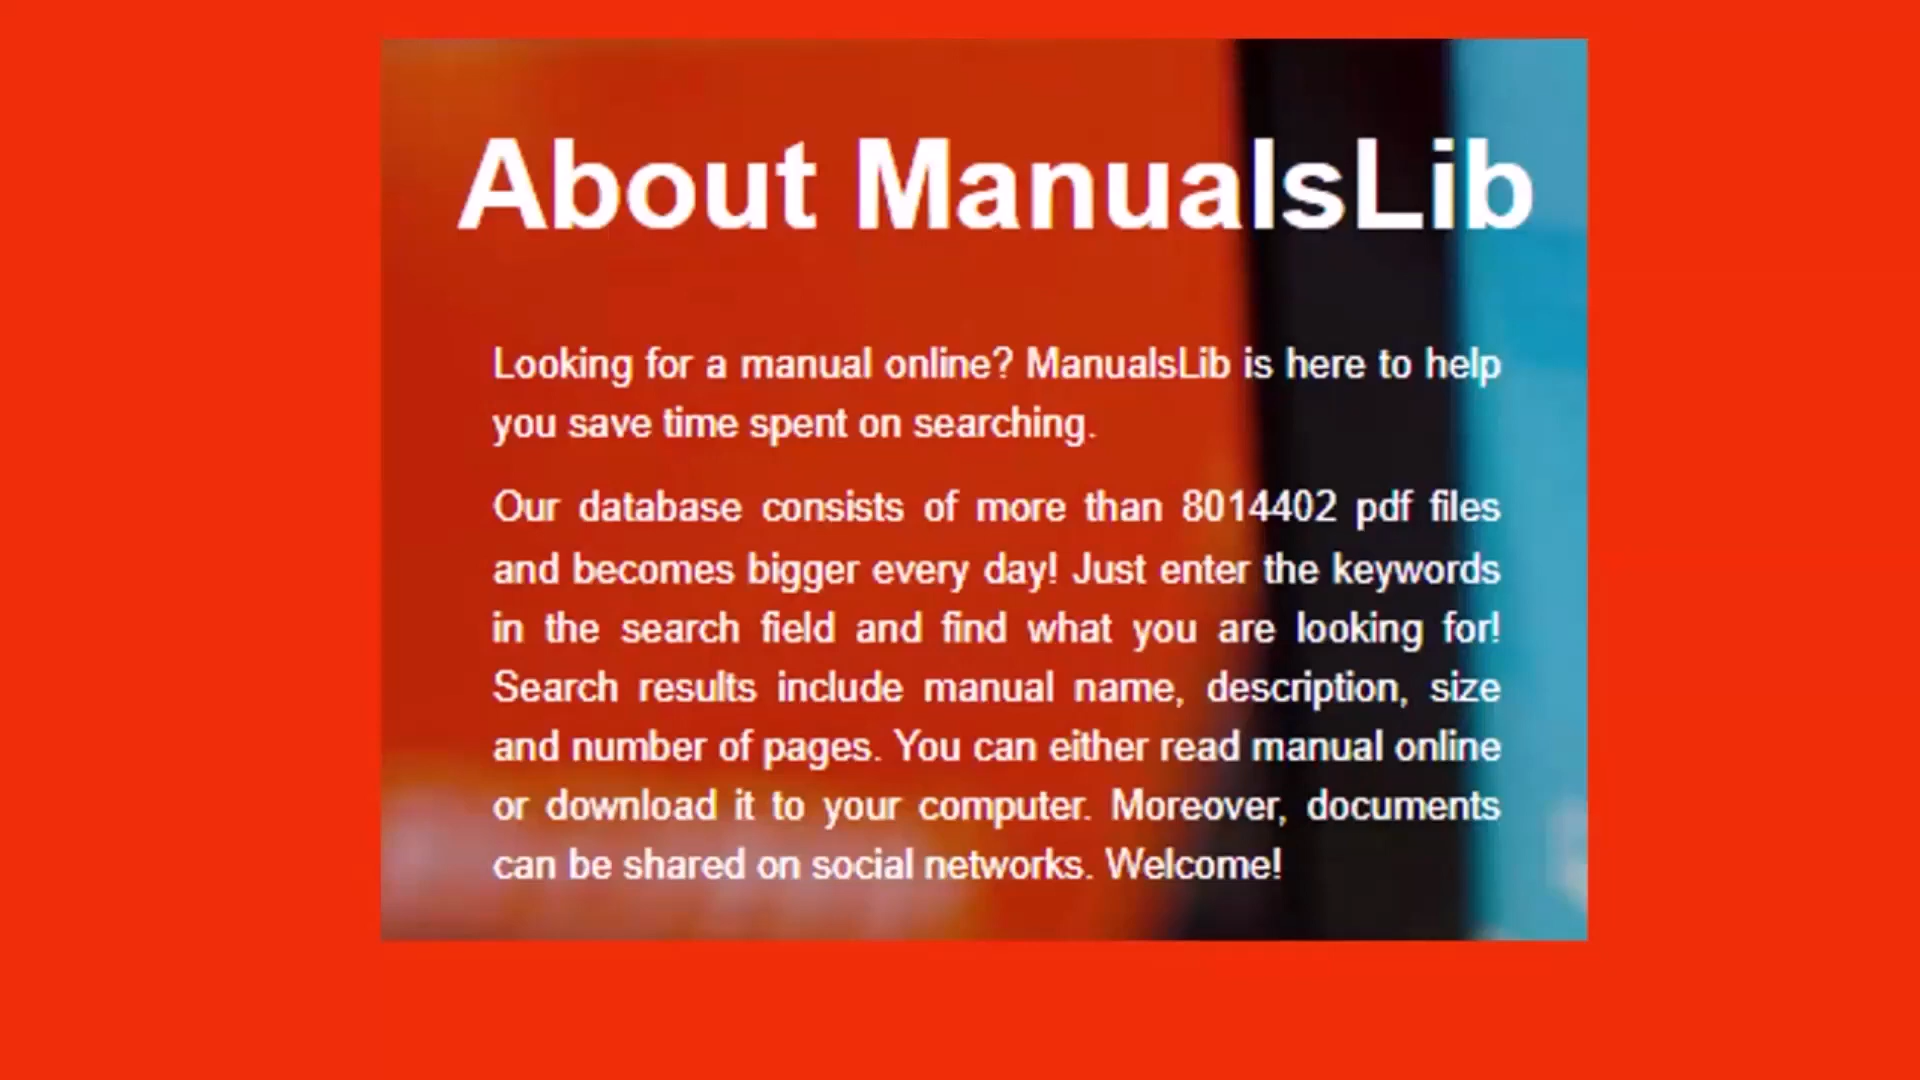 About ManualsLib
Looking for a manual online? ManualsLib is here to help
you save time spent on searching.
Our database consists of more than 8014402 pdf files
and becomes bigger every day! Just enter the keywords
in the search field and find what you are looking for!
Search results include manual name, description, size
and number of pages. You can either read manual online
or download it to your computer. Moreover, documents
can be shared on social networks. Welcome!